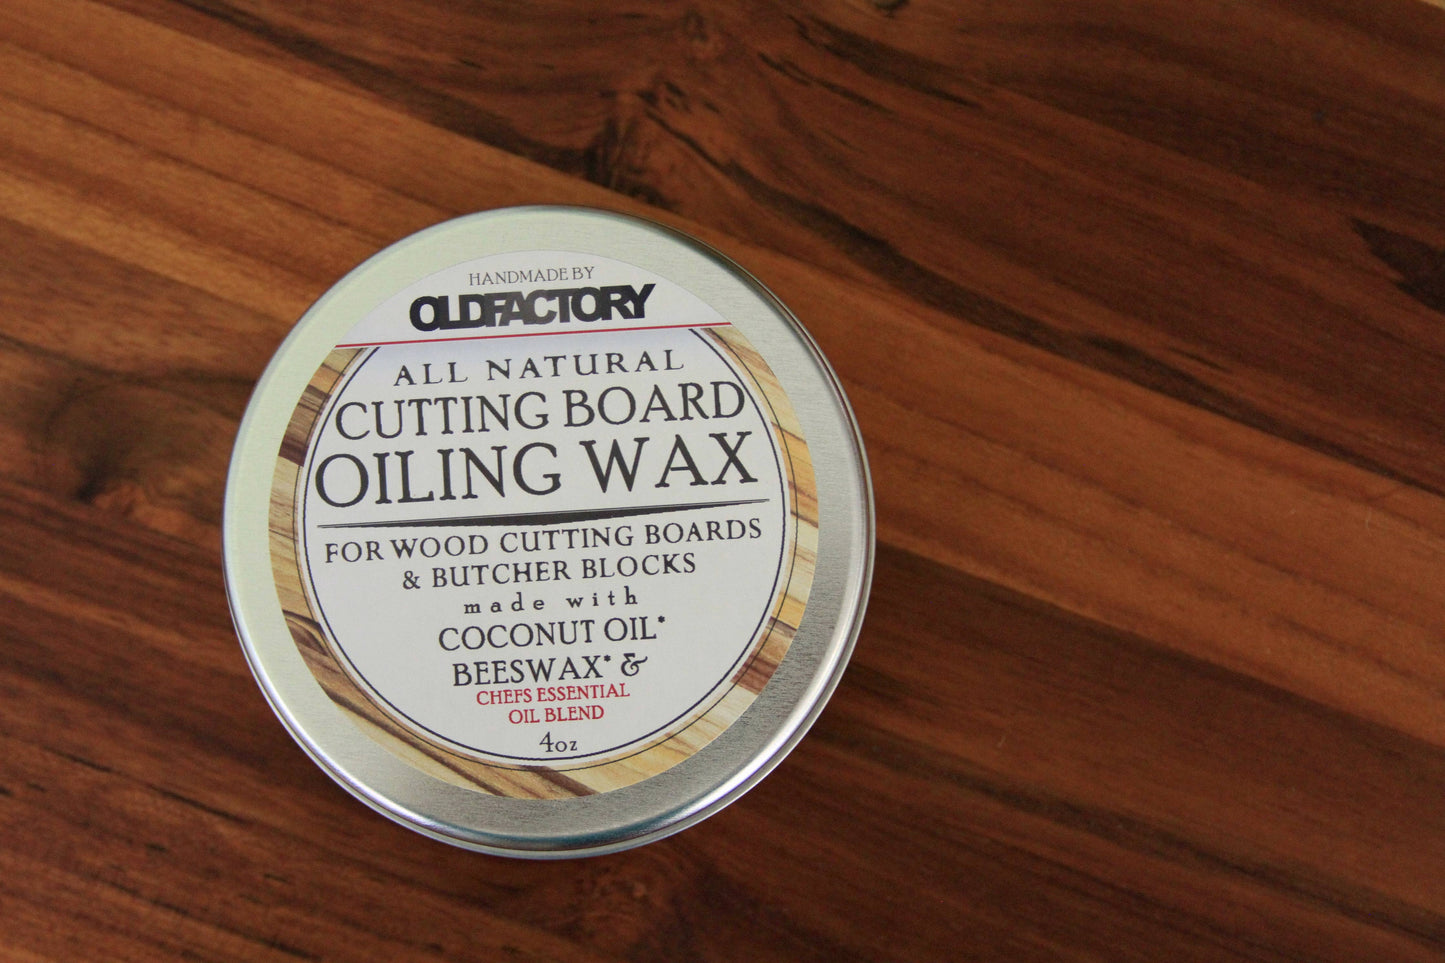 HANDMADE BY
OLDFACTORY
ALL NATURAL
CUTTING BOARD
OILING WAX
FOR WOOD CUTTING BOARDS
& BUTCHER BLOCKS
made with
COCONUT OIL*
BEESWAX* &
CHEFS ESSENTIAL
OIL BLEND
4oz